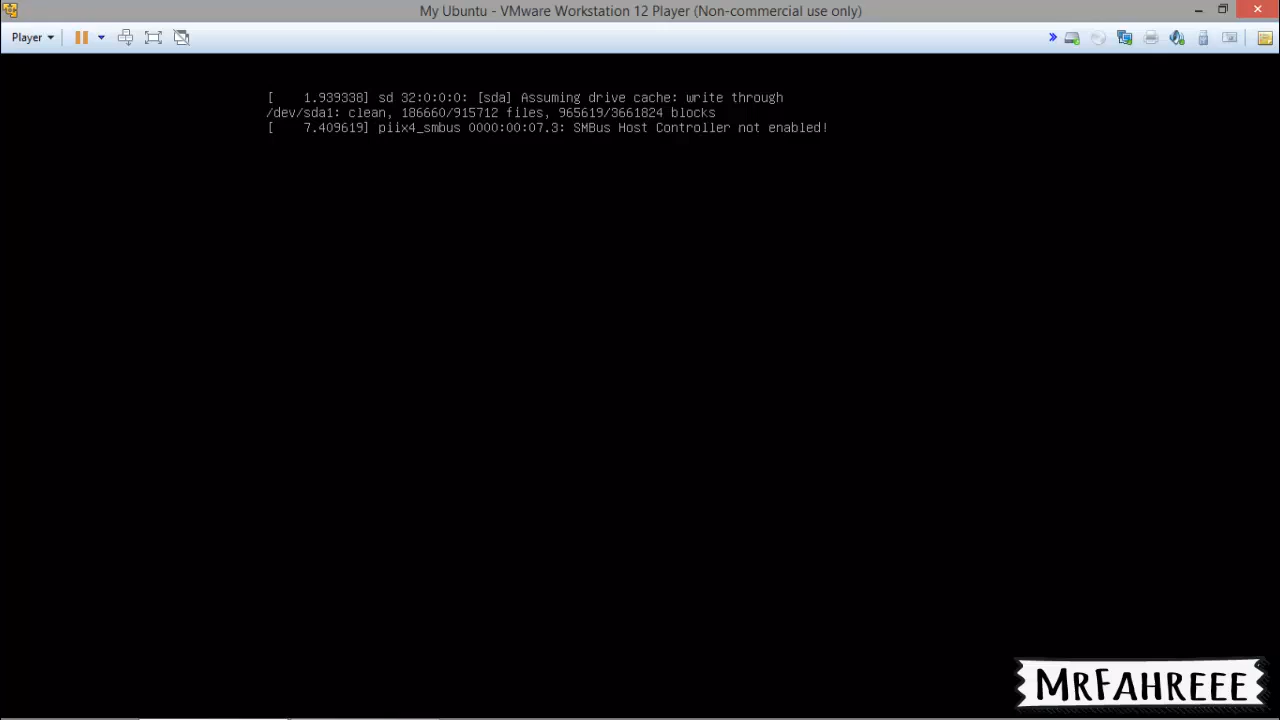 My Ubuntu - VMware Workstation 12 Player (Non-commercial use only)
Player
[    1.939338] sd 32:0:0:0: [sda] Assuming drive cache: write through
/dev/sda1: clean, 186660/915712 files, 965619/3661824 blocks
[    7.409619] piix4_smbus 0000:00:07.3: SMBus Host Controller not enabled!
MRFAHREEE